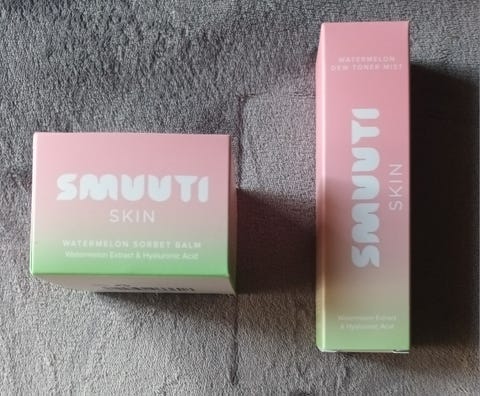 SMUUTI
SKIN
WATERMELON SORBET BALM
Watermelon Extract & Hyaluronic Acid
WATERMELON
DEW TONER MIST
SMUUTI
SKIN
Watermelon Extract
& Hyaluronic Acid